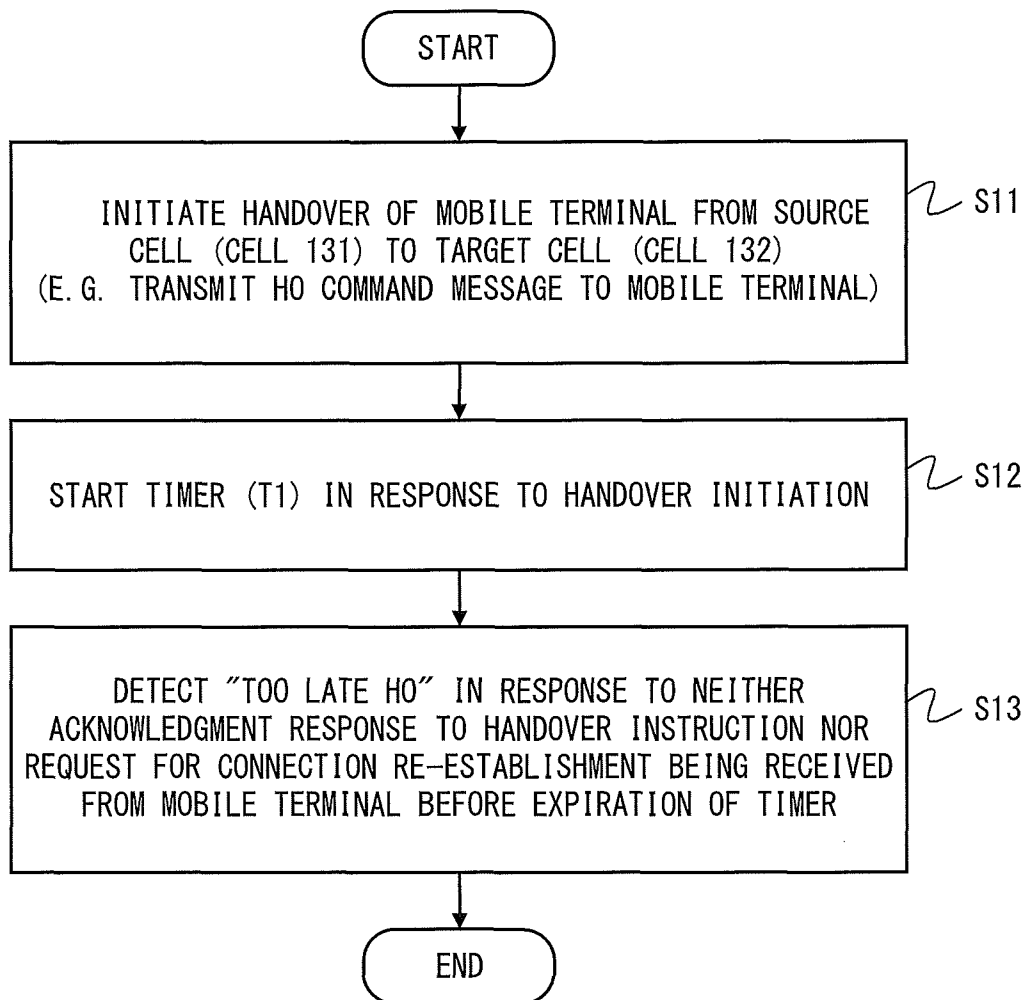 START
INITIATE HANDOVER OF MOBILE TERMINAL FROM SOURCE
CELL (CELL 131) TO TARGET CELL (CELL 132)
(E.G. TRANSMIT HO COMMAND MESSAGE TO MOBILE TERMINAL)
S11
START TIMER (T1) IN RESPONSE TO HANDOVER INITIATION
S12
DETECT "TOO LATE HO" IN RESPONSE TO NEITHER
ACKNOWLEDGMENT RESPONSE TO HANDOVER INSTRUCTION NOR
REQUEST FOR CONNECTION RE-ESTABLISHMENT BEING RECEIVED
FROM MOBILE TERMINAL BEFORE EXPIRATION OF TIMER
S13
END